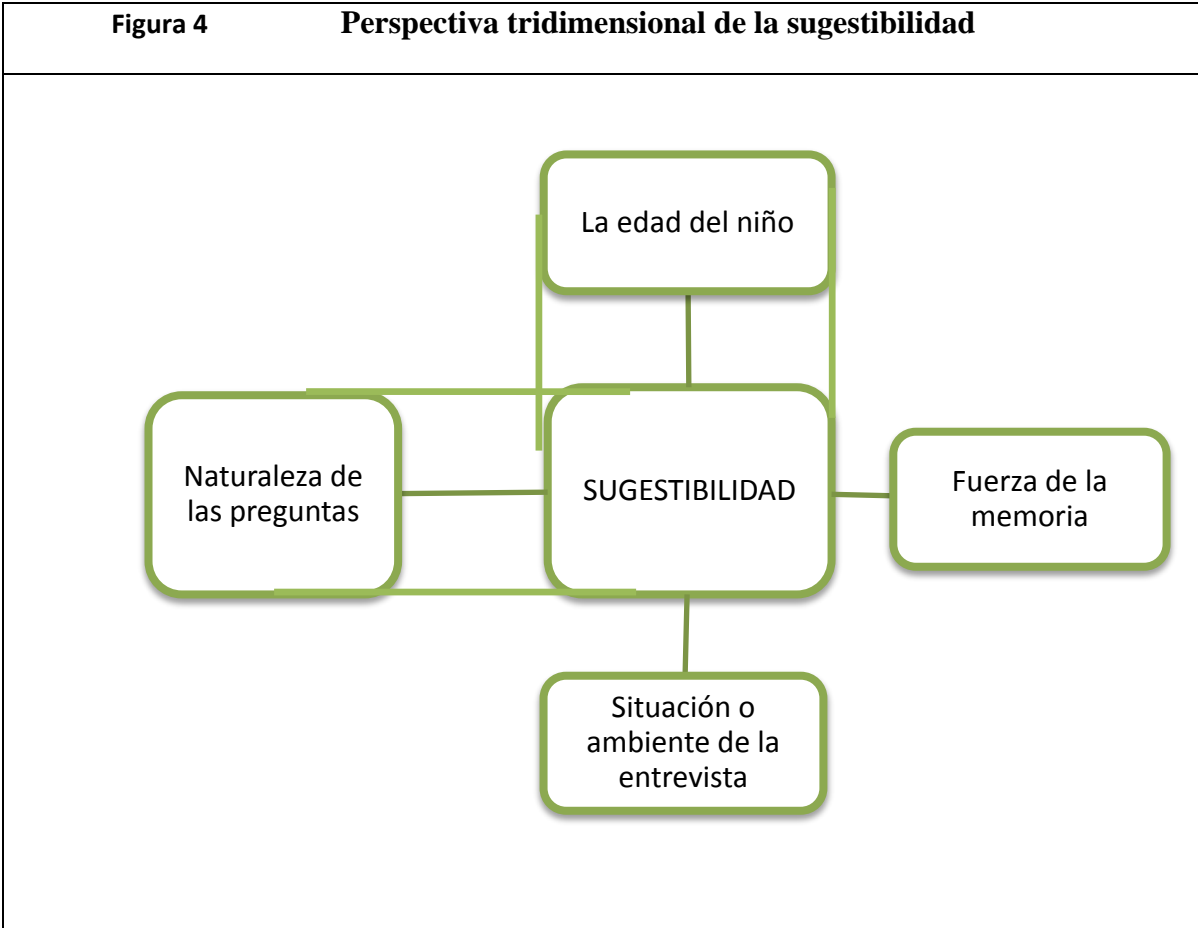 Figura 4 Perspectiva tridimensional de la sugestibilidad
La edad del niño
Naturaleza de
las preguntas
SUGESTIBILIDAD
Fuerza de la
memoria
Situación o
ambiente de la
entrevista